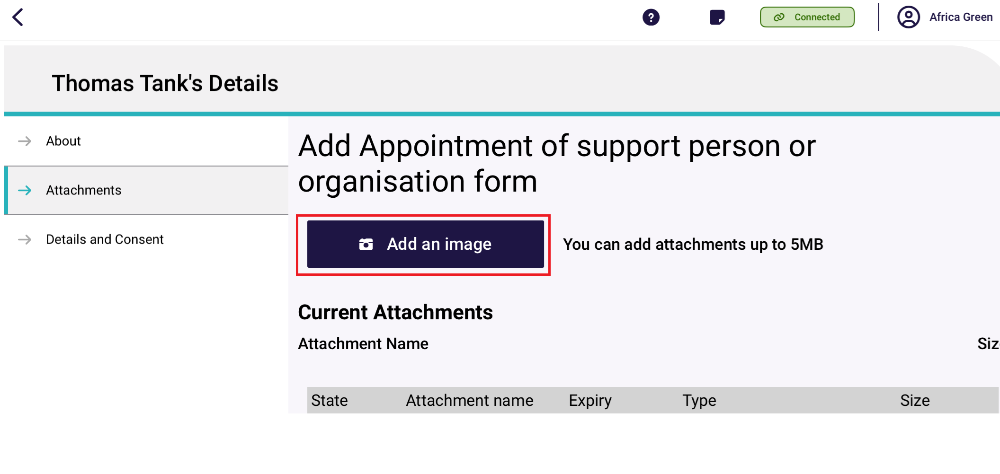 Connected
Africa Green
Thomas Tank's Details
About
Attachments
Details and Consent
Add Appointment of support person or
organisation form
Add an image
You can add attachments up to 5MB
Current Attachments
Attachment Name
State Attachment name Expiry Type Size